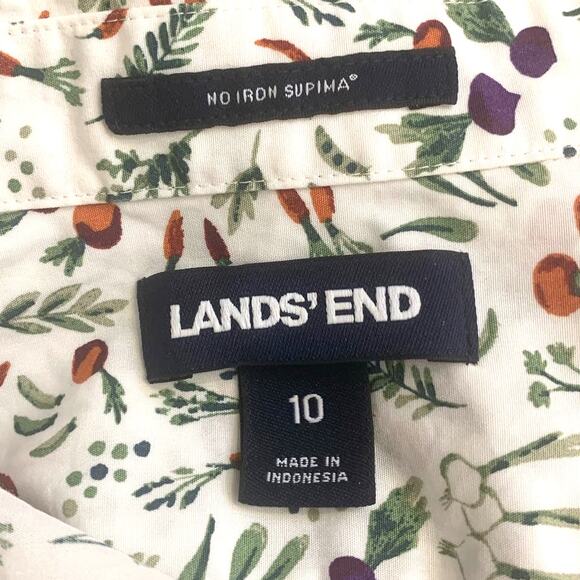 NO IRON SUPIMA®
LANDS' END
10
MADE IN
INDONESIA